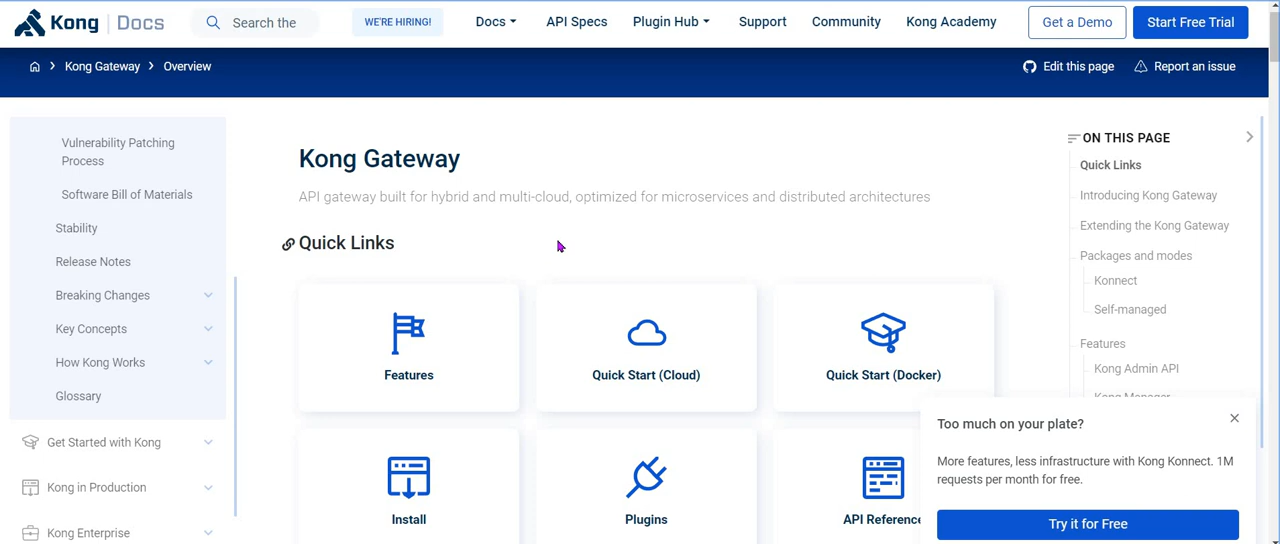 Kong Docs
Search the
WE'RE HIRING!
Docs
API Specs
Plugin Hub
Support
Community
Kong Academy
Get a Demo
Start Free Trial
Kong Gateway
Overview
Edit this page
Report an issue
Vulnerability Patching
Process
Software Bill of Materials
Stability
Release Notes
Breaking Changes
Key Concepts
How Kong Works
Glossary
Get Started with Kong
Kong in Production
Kong Enterprise
Kong Gateway
API gateway built for hybrid and multi-cloud, optimized for microservices and distributed architectures
Quick Links
Features
Quick Start (Cloud)
Quick Start (Docker)
Install
Plugins
API Reference
ON THIS PAGE
Quick Links
Introducing Kong Gateway
Extending the Kong Gateway
Packages and modes
Konnect
Self-managed
Features
Kong Admin API
Kong Manager
Too much on your plate?
More features, less infrastructure with Kong Konnect. 1M
requests per month for free.
Try it for Free